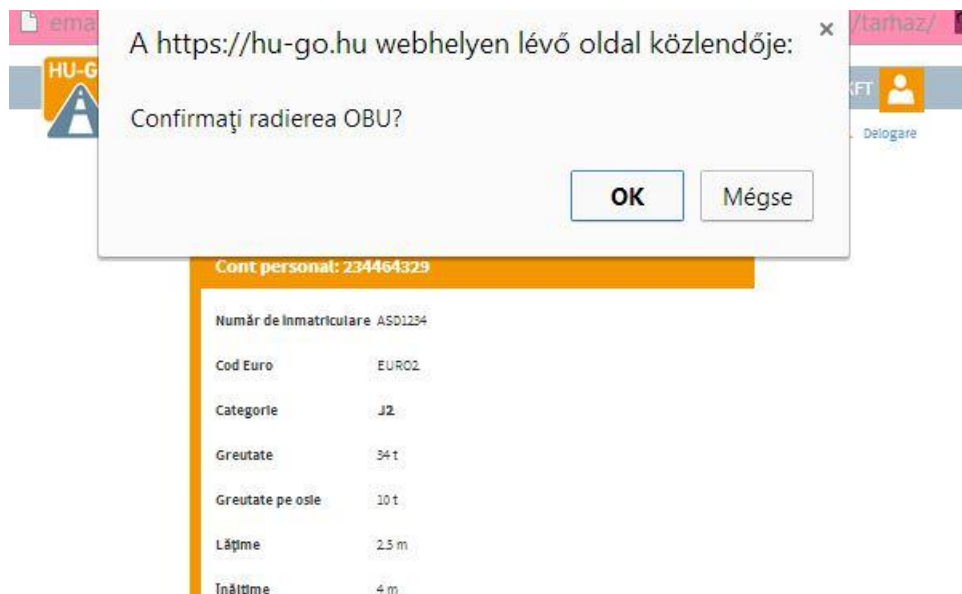 ema
/tarhaz/
A https://hu-go.hu webhelyen lévő oldal közlendője:
×
HU-G
KFT
Confirmaţi radierea OBU?
Delogare
OK
Mégse
Cont personal: 234464329
Număr de înmatriculare ASD1234
Cod Euro EURO2
Categorie J2
Greutate 34 t
Greutate pe osie 10 t
Lăţime 2.5 m
Înălţime 4 m